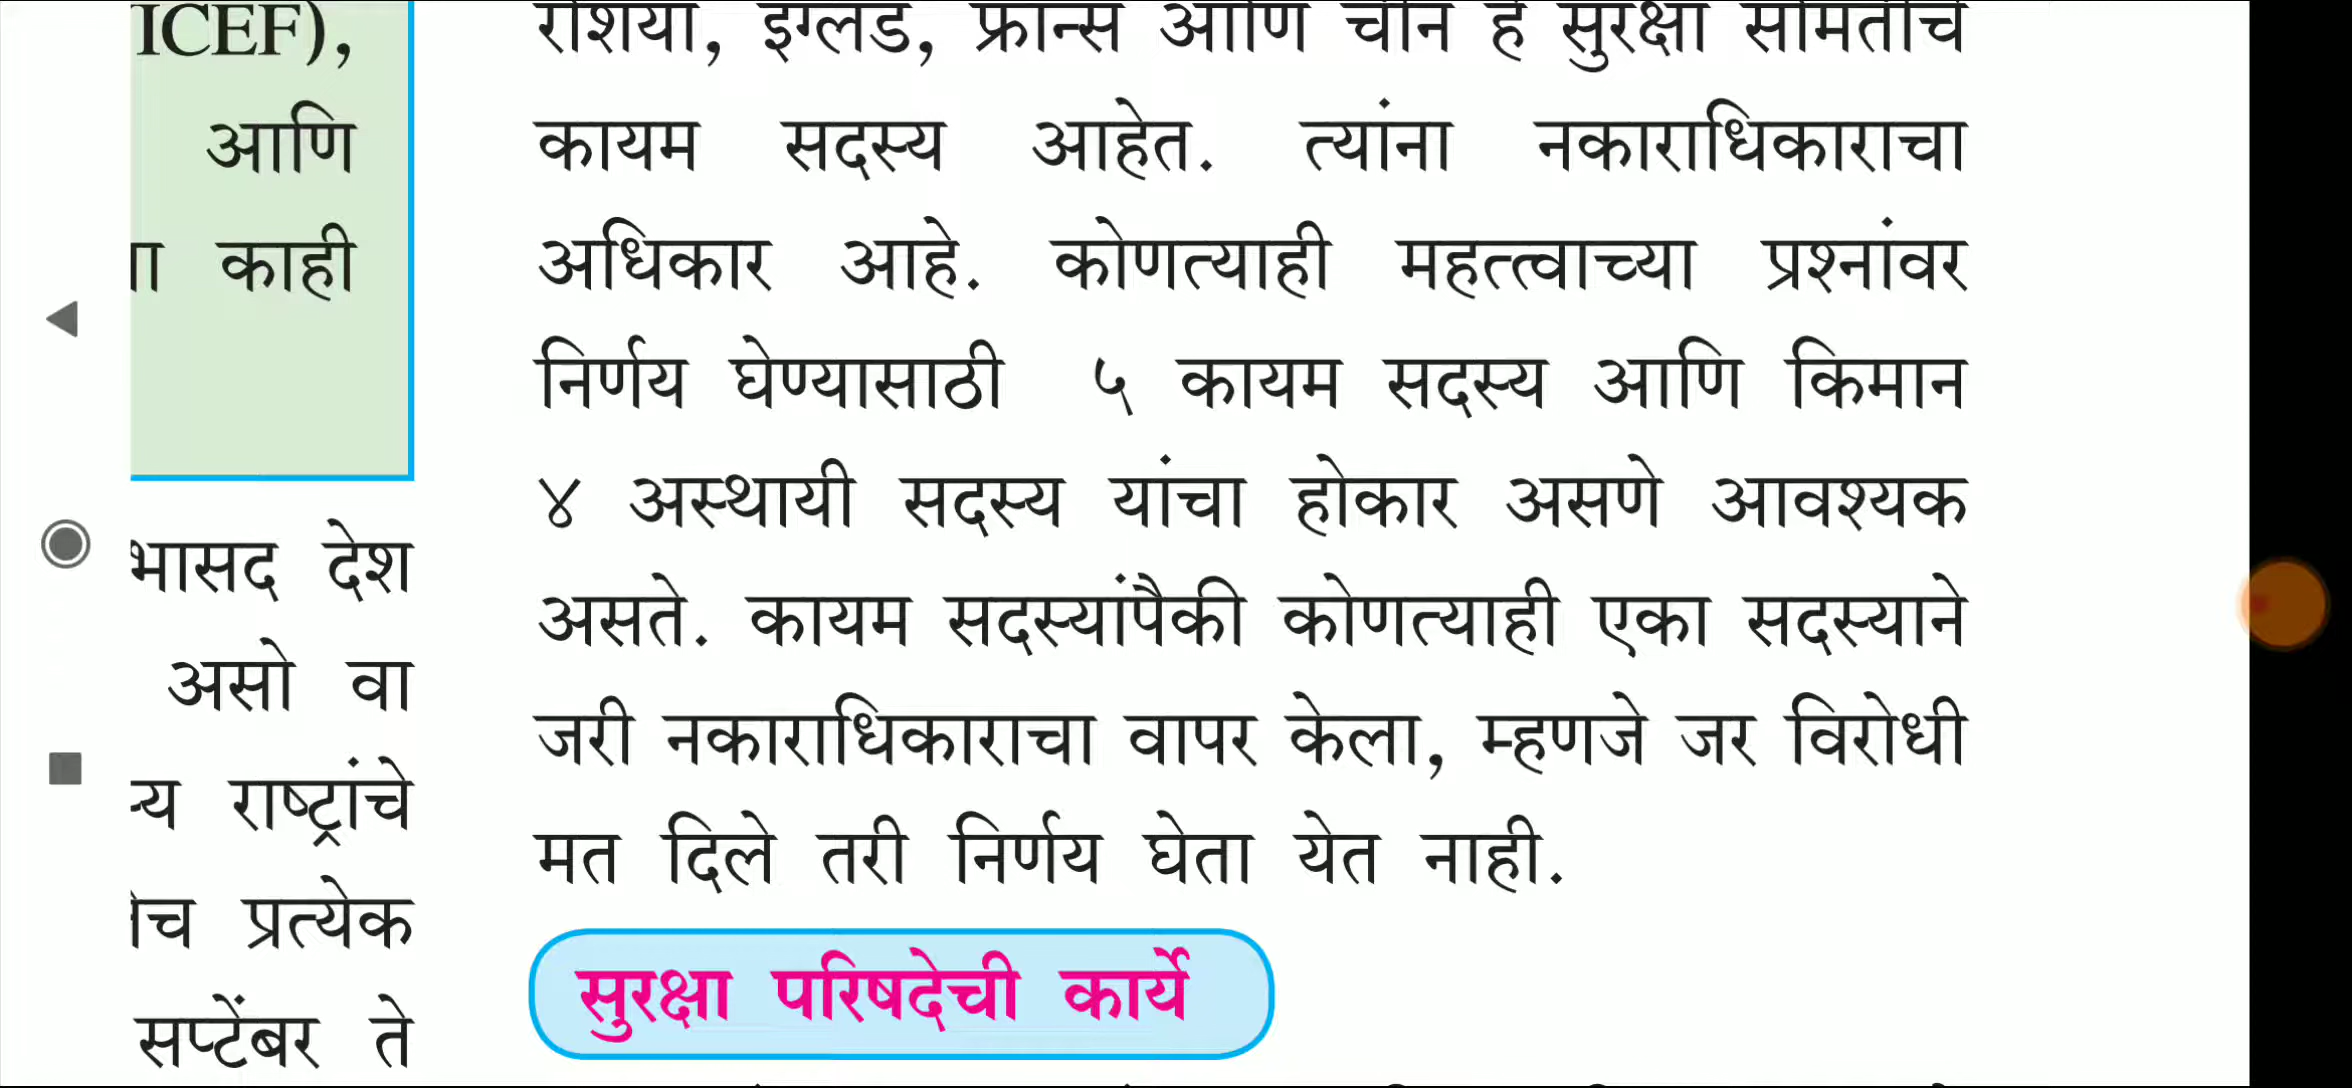 ICEF),
आणि
काही
भासद देश
असो वा
राष्ट्रांचे
प्रत्येक
सप्टेंबर ते
रशिया, इंग्लंड, फ्रान्स आणि चीन हे सुरक्षा समितीचे
कायम सदस्य आहेत. त्यांना नकाराधिकाराचा
अधिकार आहे. कोणत्याही महत्त्वाच्या प्रश्नांवर
निर्णय घेण्यासाठी ५ कायम सदस्य आणि किमान
४ अस्थायी सदस्य यांचा होकार असणे आवश्यक
असते. कायम सदस्यांपैकी कोणत्याही एका सदस्याने
जरी नकाराधिकाराचा वापर केला, म्हणजे जर विरोधी
मत दिले तरी निर्णय घेता येत नाही.
सुरक्षा परिषदेची कार्ये